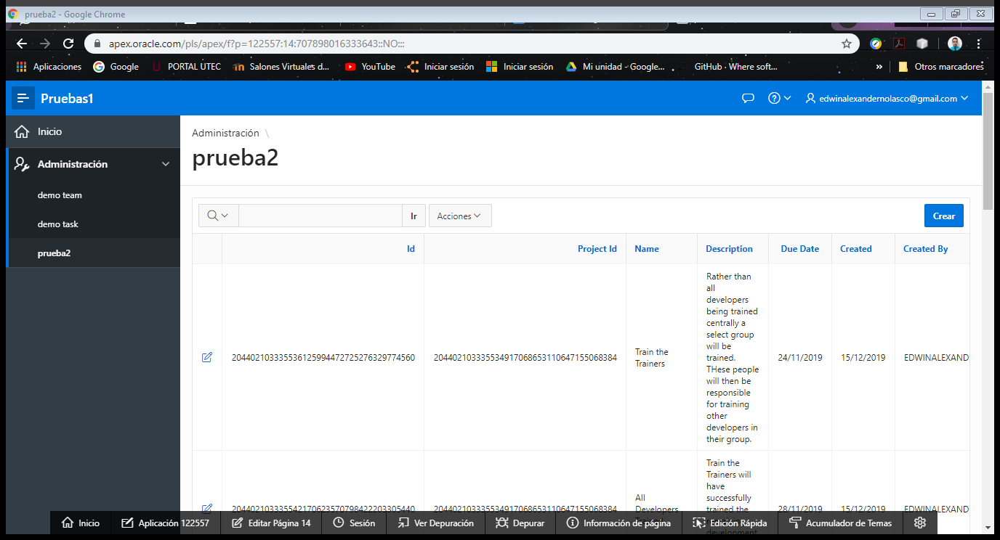 prueba2 - Google Chrome
apex.oracle.com/pls/apex/f?p=122557:14:707898016333643::NO:::
Aplicaciones Google PORTAL UTEC Salones Virtuales d... YouTube Iniciar sesión Iniciar sesión Mi unidad - Google... GitHub · Where soft... » Otros marcadores
Pruebas1 edwinalexandernolasco@gmail.com
Inicio
Administración
demo team
demo task
prueba2
Administración \
prueba2
Ir Acciones Crear
Id Project Id Name Description Due Date Created Created By
Rather than
all
developers
being trained
centrally a
select group
will be
trained.
THese people
will then be
responsible
for training
other
developers in
their group.
204402103335536125994472725276329774560 20440210333553491706865311064715506 8384 Train the
Trainers
24/11/2019 15/12/2019 EDWINALEXAND
Train the
Trainers will
have
successfully
trained the
development
204402103335542170623570798422203305440 204402103335534917068653110647155068384 All
Developers
28/11/2019 15/12/2019 EDWINALEXAND
Inicio Aplicación 122557 Editar Página 14 Sesión Ver Depuración Depurar Información de página Edición Rápida Acumulador de Temas